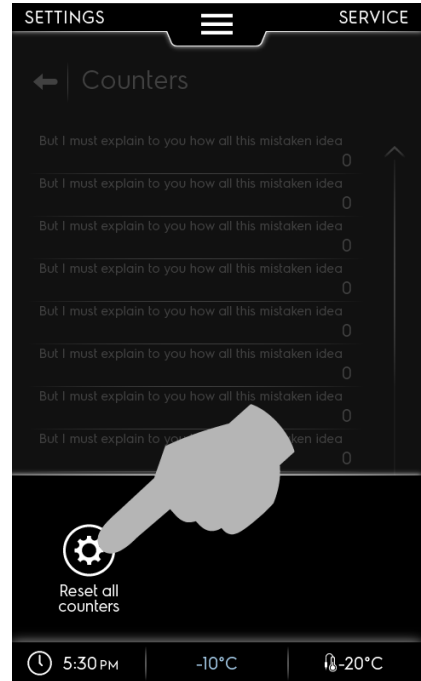 SETTINGS SERVICE
Counters
But I must explain to you how all this mistaken idea
0
But I must explain to you how all this mistaken idea
0
But I must explain to you how all this mistaken idea
0
But I must explain to you how all this mistaken idea
0
But I must explain to you how all this mistaken idea
0
But I must explain to you how all this mistaken idea
0
But I must explain to you how all this mistaken idea
0
But I must explain to you idea
0
Reset all
counters
5:30 PM -10°C -20°C